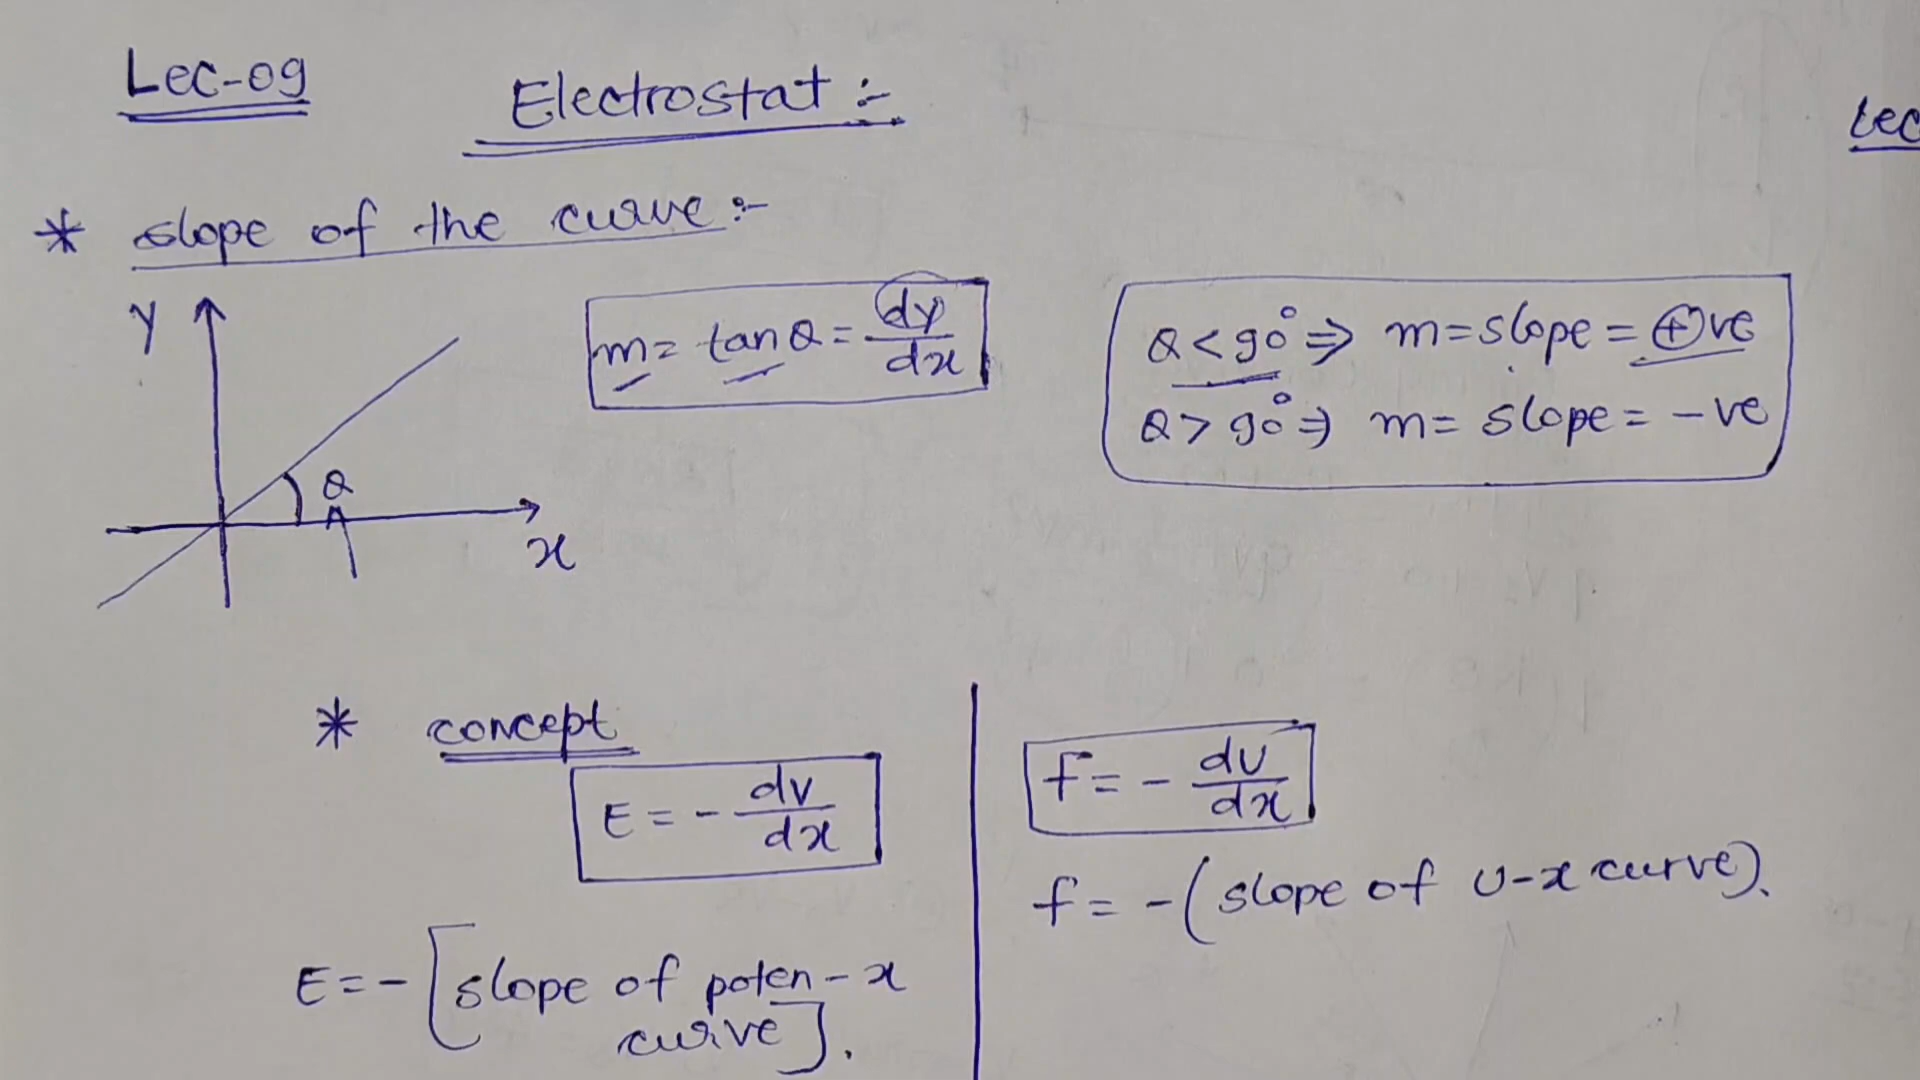 Lec-09
Electrostat :-
Lec
* slope of the curve :-
y
θ
x
m = tanθ = dy/dx
θ < 90° ⇒ m = slope = ⊕ve
θ > 90° ⇒ m = slope = -ve
* concept
E = - dv/dx
E = - [slope of poten - x
curve].
f = - dU/dx
f = - (slope of U-x curve).